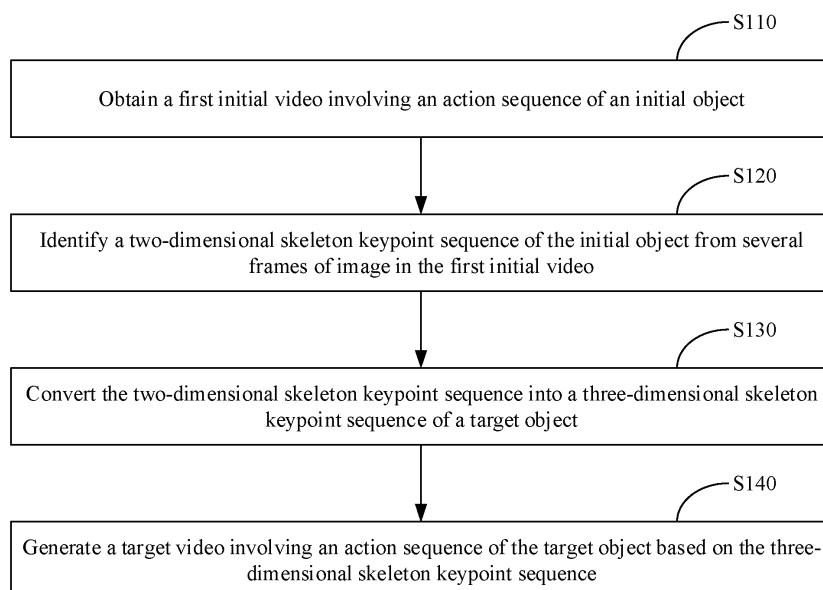 S110
Obtain a first initial video involving an action sequence of an initial object
S120
Identify a two-dimensional skeleton keypoint sequence of the initial object from several
frames of image in the first initial video
S130
Convert the two-dimensional skeleton keypoint sequence into a three-dimensional skeleton
keypoint sequence of a target object
S140
Generate a target video involving an action sequence of the target object based on the three-
dimensional skeleton keypoint sequence